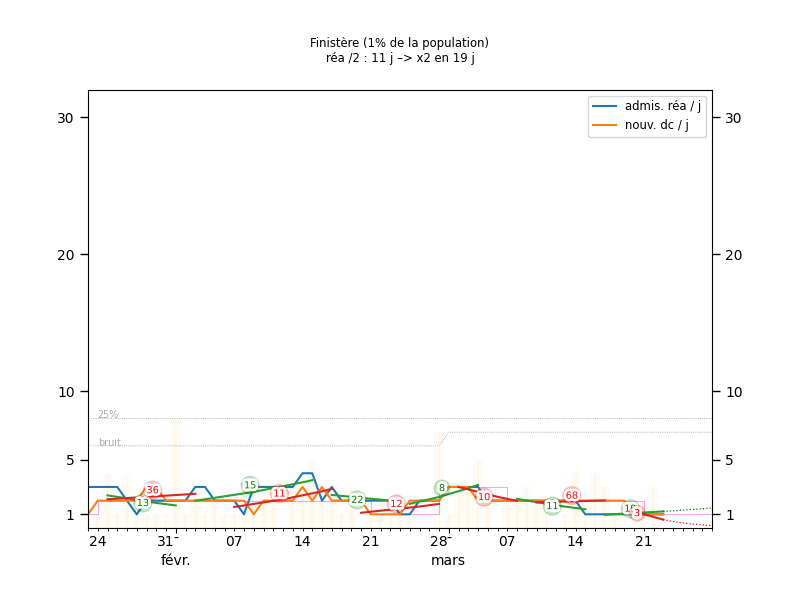 Finistère (1% de la population)
réa /2 : 11 j –> x2 en 19 j
admis. réa / j
nouv. dc / j
30 30
20 20
10 10
25%
bruit
5 5
1 1
36 13 15 11 22 12 8 10 11 68 3
24 31 07 14 21 28 07 14 21
févr. mars